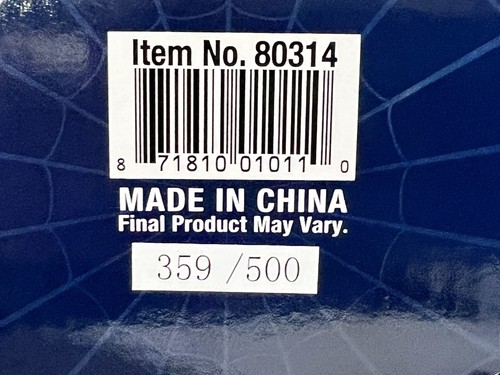 Item No. 80314
8 71810 01011 0
MADE IN CHINA
Final Product May Vary.
359 /500